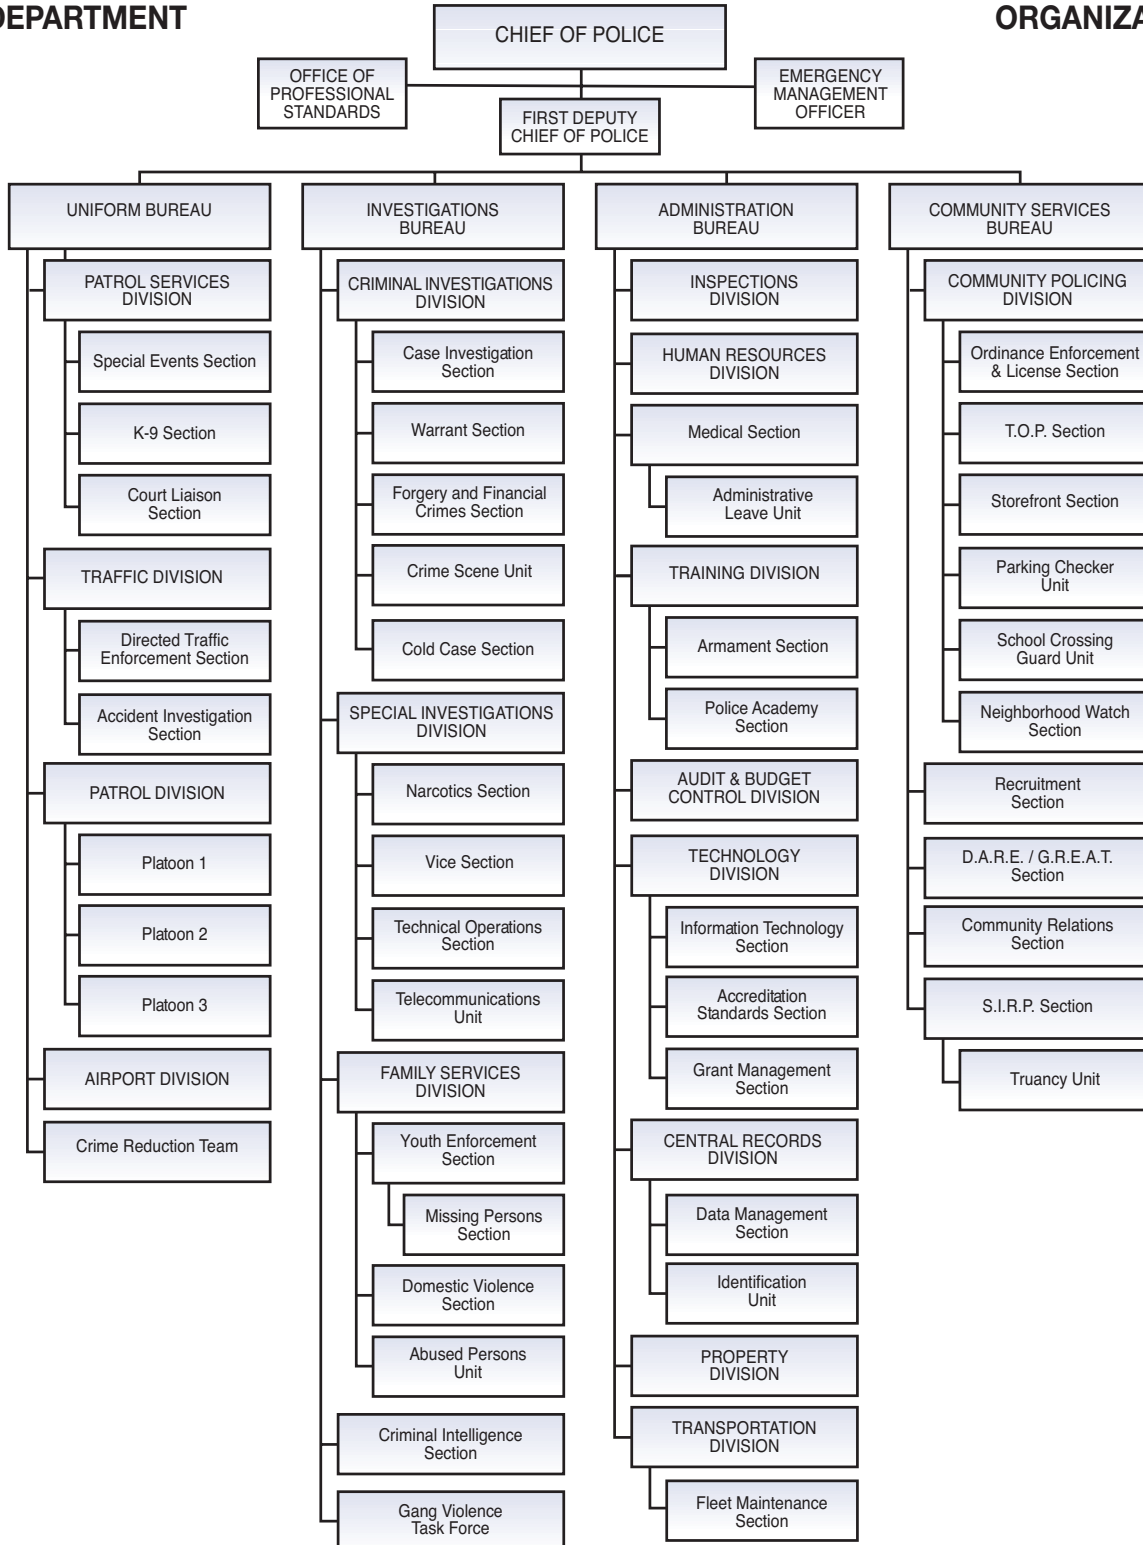 DEPARTMENT
ORGANIZA
CHIEF OF POLICE
OFFICE OF
PROFESSIONAL
STANDARDS
EMERGENCY
MANAGEMENT
OFFICER
FIRST DEPUTY
CHIEF OF POLICE
UNIFORM BUREAU
PATROL SERVICES
DIVISION
Special Events Section
K-9 Section
Court Liaison
Section
TRAFFIC DIVISION
Directed Traffic
Enforcement Section
Accident Investigation
Section
PATROL DIVISION
Platoon 1
Platoon 2
Platoon 3
AIRPORT DIVISION
Crime Reduction Team
INVESTIGATIONS
BUREAU
CRIMINAL INVESTIGATIONS
DIVISION
Case Investigation
Section
Warrant Section
Forgery and Financial
Crimes Section
Crime Scene Unit
Cold Case Section
SPECIAL INVESTIGATIONS
DIVISION
Narcotics Section
Vice Section
Technical Operations
Section
Telecommunications
Unit
FAMILY SERVICES
DIVISION
Youth Enforcement
Section
Missing Persons
Section
Domestic Violence
Section
Abused Persons
Unit
Criminal Intelligence
Section
Gang Violence
Task Force
ADMINISTRATION
BUREAU
INSPECTIONS
DIVISION
HUMAN RESOURCES
DIVISION
Medical Section
Administrative
Leave Unit
TRAINING DIVISION
Armament Section
Police Academy
Section
AUDIT & BUDGET
CONTROL DIVISION
TECHNOLOGY
DIVISION
Information Technology
Section
Accreditation
Standards Section
Grant Management
Section
CENTRAL RECORDS
DIVISION
Data Management
Section
Identification
Unit
PROPERTY
DIVISION
TRANSPORTATION
DIVISION
Fleet Maintenance
Section
COMMUNITY SERVICES
BUREAU
COMMUNITY POLICING
DIVISION
Ordinance Enforcement
& License Section
T.O.P. Section
Storefront Section
Parking Checker
Unit
School Crossing
Guard Unit
Neighborhood Watch
Section
Recruitment
Section
D.A.R.E. / G.R.E.A.T.
Section
Community Relations
Section
S.I.R.P. Section
Truancy Unit